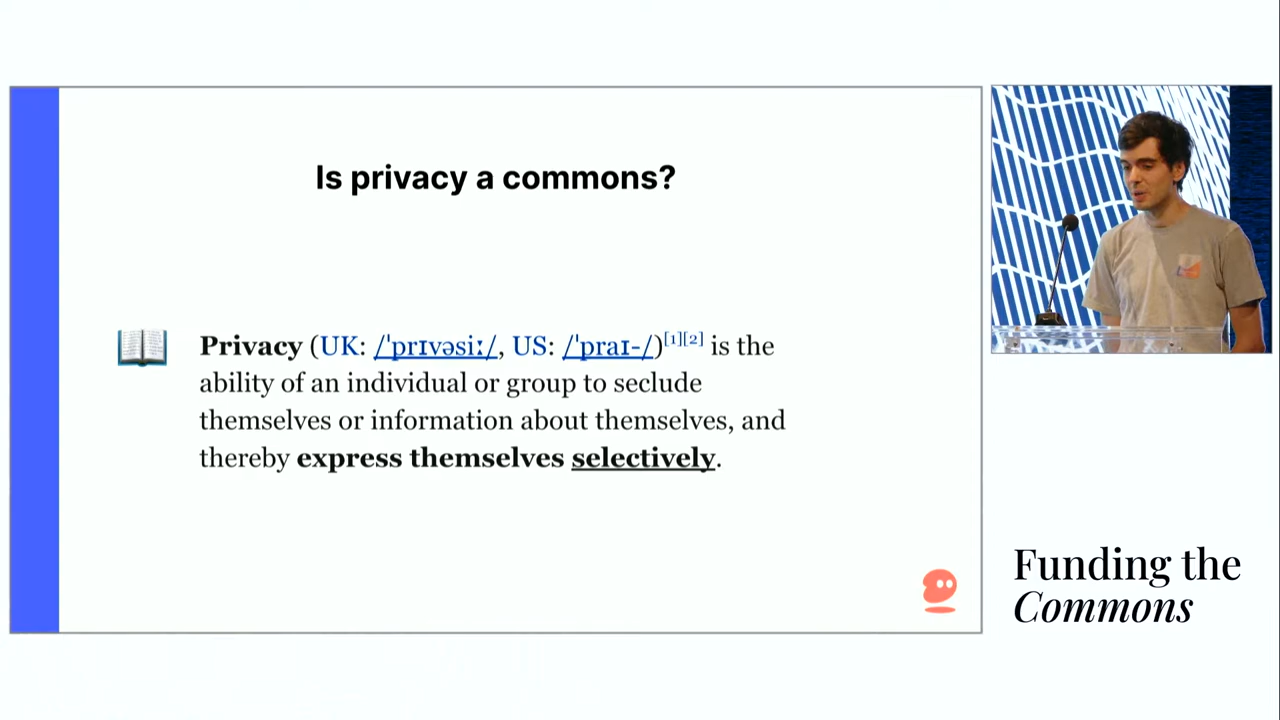 Is privacy a commons?
Privacy (UK: /ˈprɪvəsiː/, US: /ˈpraɪ-/)[1][2] is the
ability of an individual or group to seclude
themselves or information about themselves, and
thereby express themselves selectively.
Funding the
Commons